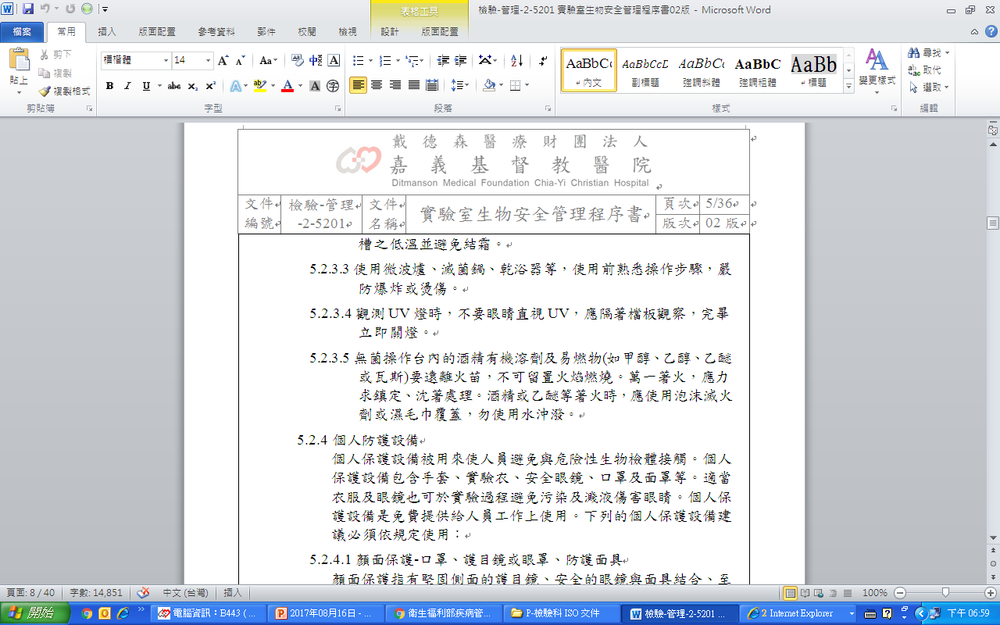 檢驗-管理-2-5201 實驗室生物安全管理程序書02版 - Microsoft Word
表格工具
檔案 常用 插入 版面配置 參考資料 郵件 校閱 檢視 設計 版面配置
貼上 剪下 複製 複製格式
標楷體 14
AaBbCc AaBbCcD AaBbCc AaBbC AaBb
內文 副標題 強調斜體 強調粗體 標題
變更樣式
尋找 取代 選取
剪貼簿 字型 段落 樣式 編輯
戴德森醫療財團法人
嘉義基督教醫院
Ditmanson Medical Foundation Chia-Yi Christian Hospital
文件編號 檢驗-管理-2-5201 文件名稱 實驗室生物安全管理程序書 頁次 5/36
版次 02 版
槽之低溫並避免結霜。
5.2.3.3 使用微波爐、滅菌鍋、乾浴器等，使用前熟悉操作步驟，嚴
防爆炸或燙傷。
5.2.3.4 觀測 UV 燈時，不要眼睛直視 UV，應隔著檔板觀察，完畢
立即關燈。
5.2.3.5 無菌操作台內的酒精有機溶劑及易燃物(如甲醇、乙醇、乙醚
或瓦斯)要遠離火苗，不可留置火焰燃燒。萬一著火，應力
求鎮定、沈著處理。酒精或乙醚等著火時，應使用泡沫滅火
劑或濕毛巾覆蓋，勿使用水沖潑。
5.2.4 個人防護設備
個人保護設備被用來使人員避免與危險性生物檢體接觸。個人
保護設備包含手套、實驗衣、安全眼鏡、口罩及面罩等。適當
衣服及眼鏡也可於實驗過程避免污染及濺液傷害眼睛。個人保
護設備是免費提供給人員工作上使用。下列的個人保護設備建
議必須依規定使用：
5.2.4.1 顏面保護-口罩、護目鏡或眼罩、防護面具
顏面保護指有堅固側面的護目鏡、安全的眼鏡與面具結合、至
頁面: 8 / 40 字數: 14,851 中文 (台灣) 插入 100%
開始 電腦資訊：B443 ( ... 2017年08月16日 - ... 衛生福利部疾病管... P-檢驗科 ISO 文件 檢驗-管理-2-5201 ... 2 Internet Explorer 下午 06:59